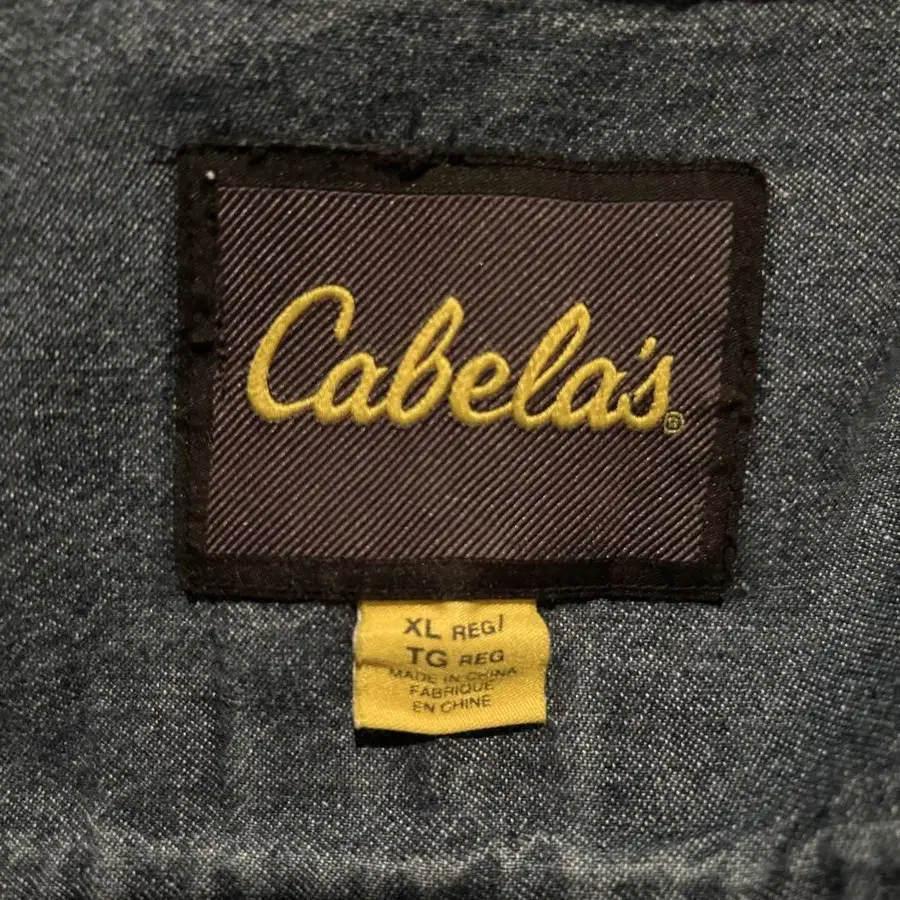 Cabela's®
XL REG/
TG REG
MADE IN CHINA
FABRIQUE
EN CHINE